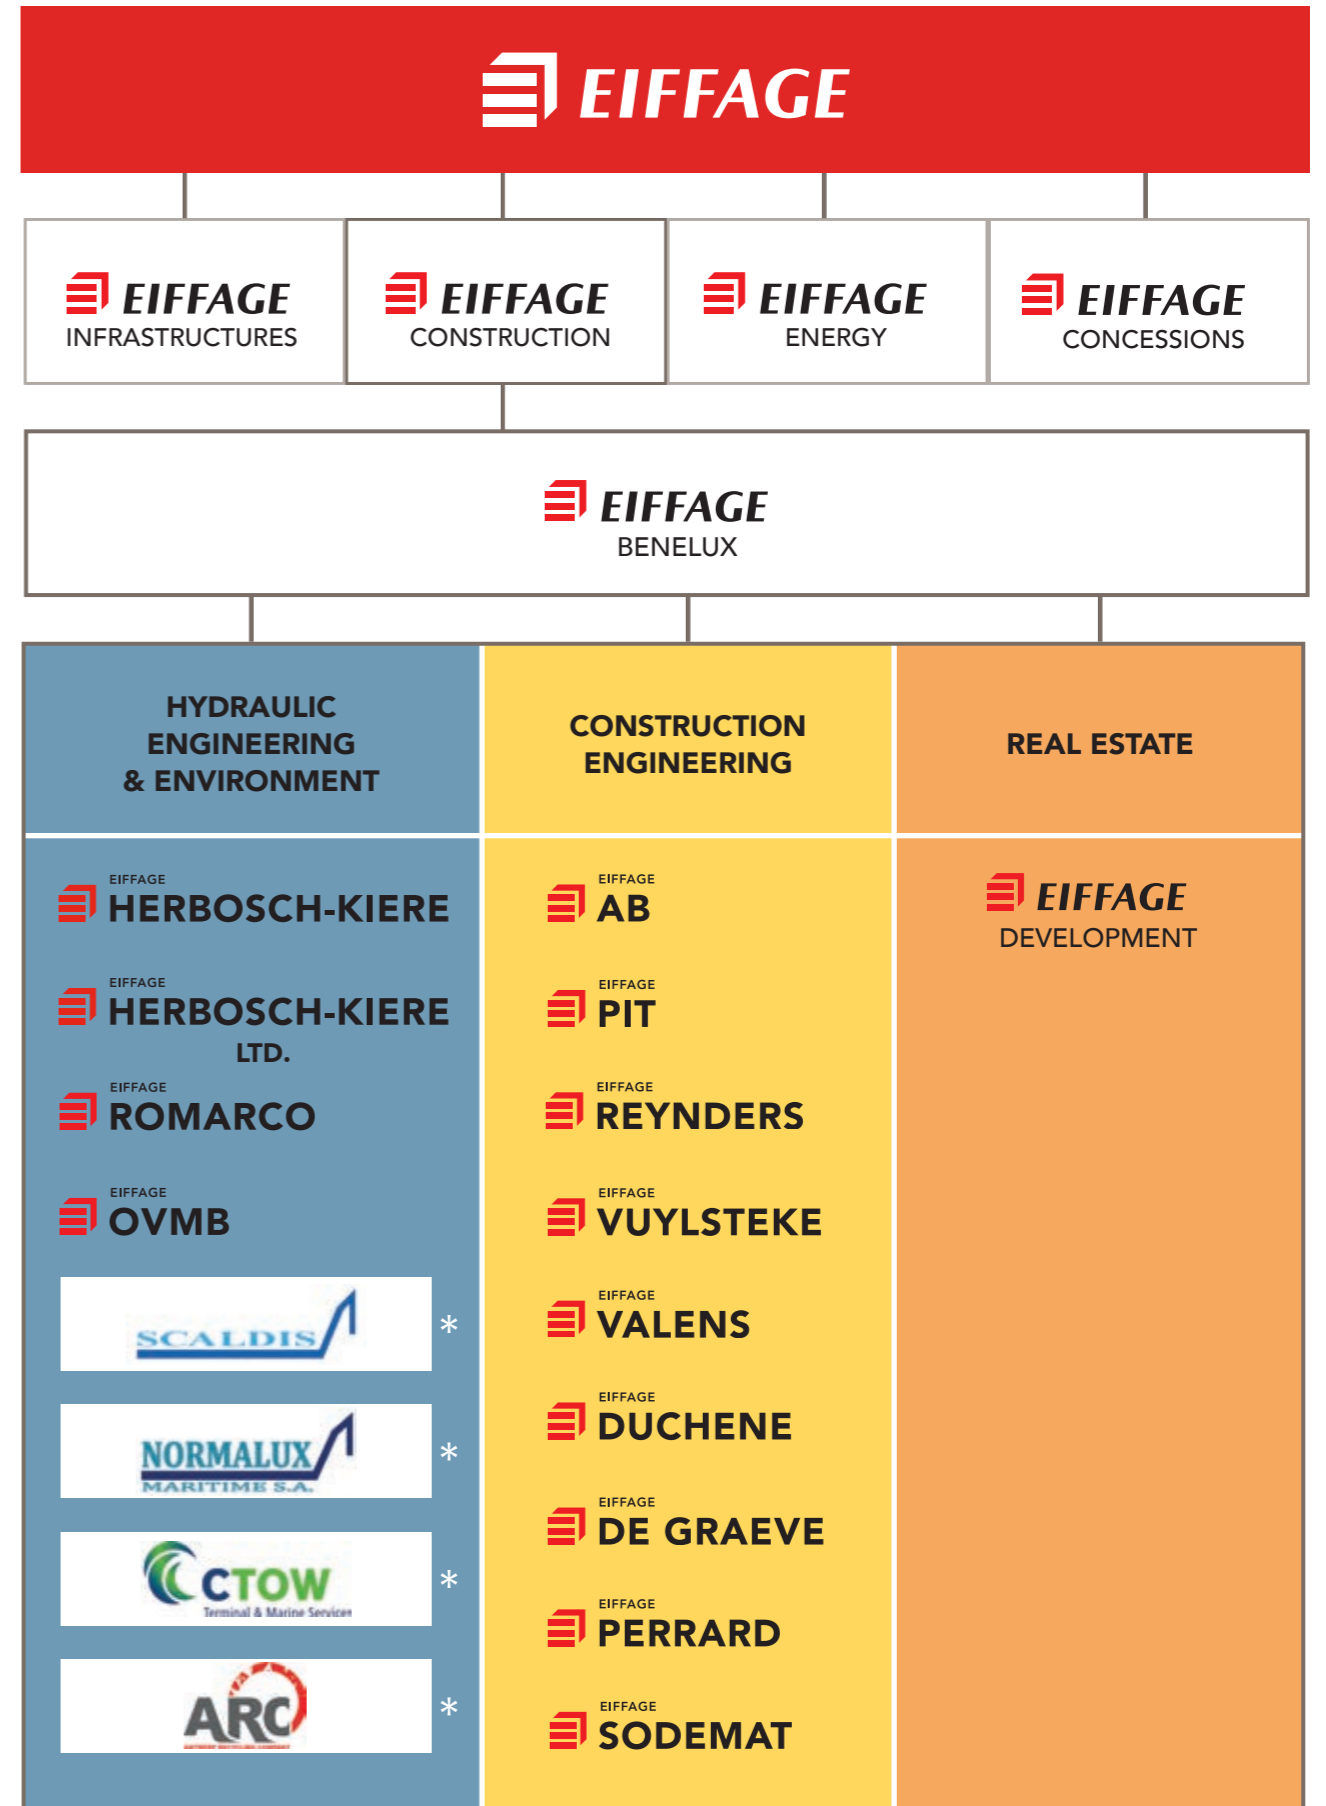 EIFFAGE
EIFFAGE
INFRASTRUCTURES
EIFFAGE
CONSTRUCTION
EIFFAGE
ENERGY
EIFFAGE
CONCESSIONS
EIFFAGE
BENELUX
HYDRAULIC
ENGINEERING
& ENVIRONMENT
CONSTRUCTION
ENGINEERING
REAL ESTATE
EIFFAGE
HERBOSCH-KIERE
EIFFAGE
HERBOSCH-KIERE
LTD.
EIFFAGE
ROMARCO
EIFFAGE
OVMB
SCALDIS
*
NORMALUX
MARITIME S.A.
*
CTOW
Terminal & Marine Services
*
ARC
ANTWERP RECYCLING COMPANY
*
EIFFAGE
AB
EIFFAGE
PIT
EIFFAGE
REYNDERS
EIFFAGE
VUYLSTEKE
EIFFAGE
VALENS
EIFFAGE
DUCHENE
EIFFAGE
DE GRAEVE
EIFFAGE
PERRARD
EIFFAGE
SODEMAT
EIFFAGE
DEVELOPMENT